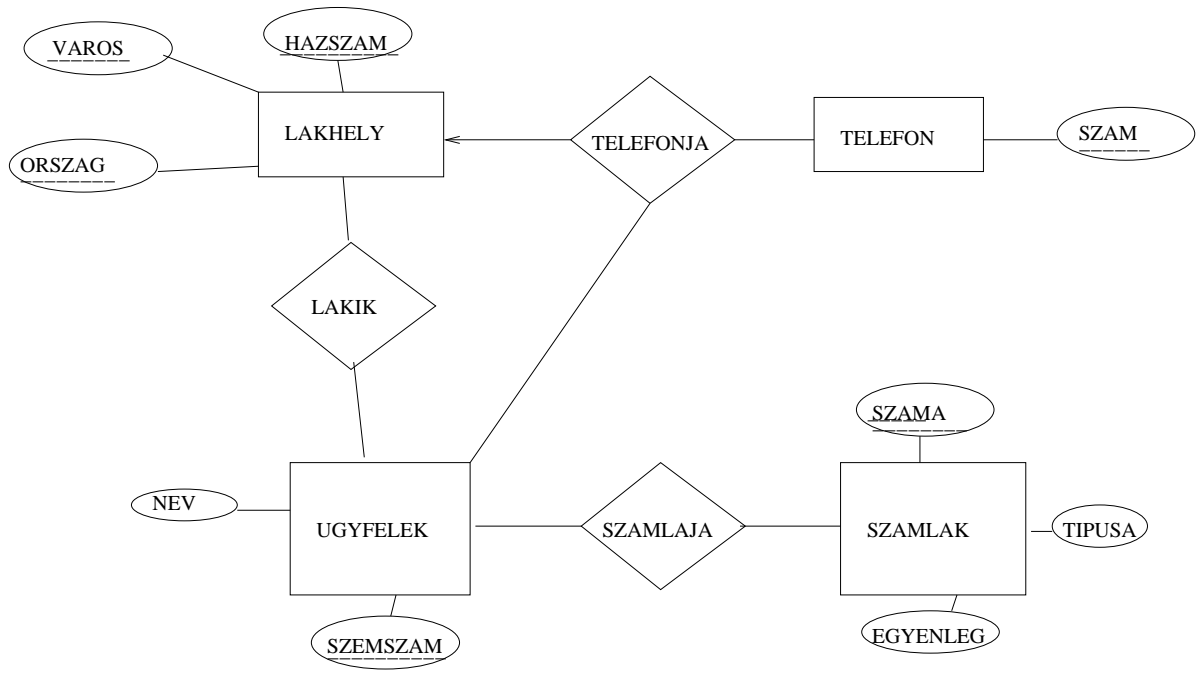 HAZSZAM
VAROS
LAKHELY
TELEFONJA
TELEFON
SZAM
ORSZAG
LAKIK
SZAMA
NEV
UGYFELEK
SZAMLAJA
SZAMLAK
TIPUSA
SZEMSZAM
EGYENLEG